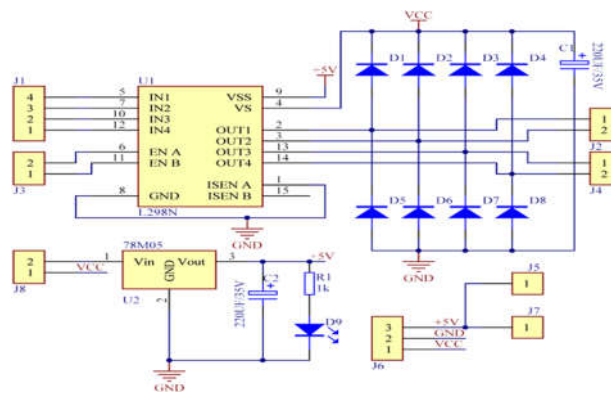 VCC
J1
U1
+5V
D1 D2 D3 D4
C1
220UF/35V
4 5 IN1 VSS 9
3 7 IN2 VS 4
2 10 IN3
1 12 IN4 OUT1 2
OUT2 3
2 6 EN A OUT3 13
1 11 EN B OUT4 14
J3
1
2
J2
1
2
J4
8 GND ISEN A 1
ISEN B 15
L298N
GND
D5 D6 D7 D8
GND
78M05
2 1 Vin GND Vout 3 +5V
1 VCC
J8
U2
2
C2
220UF/35V
R1
1k
D9
GND
J5
1
J7
1
3 +5V
2 GND
1 VCC
J6